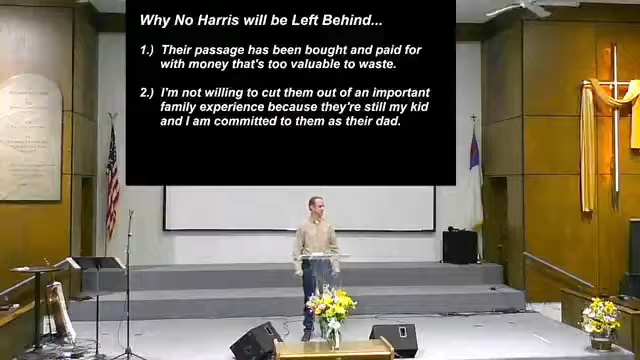 Why No Harris will be Left Behind...
1.) Their passage has been bought and paid for
with money that's too valuable to waste.
2.) I'm not willing to cut them out of an important
family experience because they're still my kid
and I am committed to them as their dad.